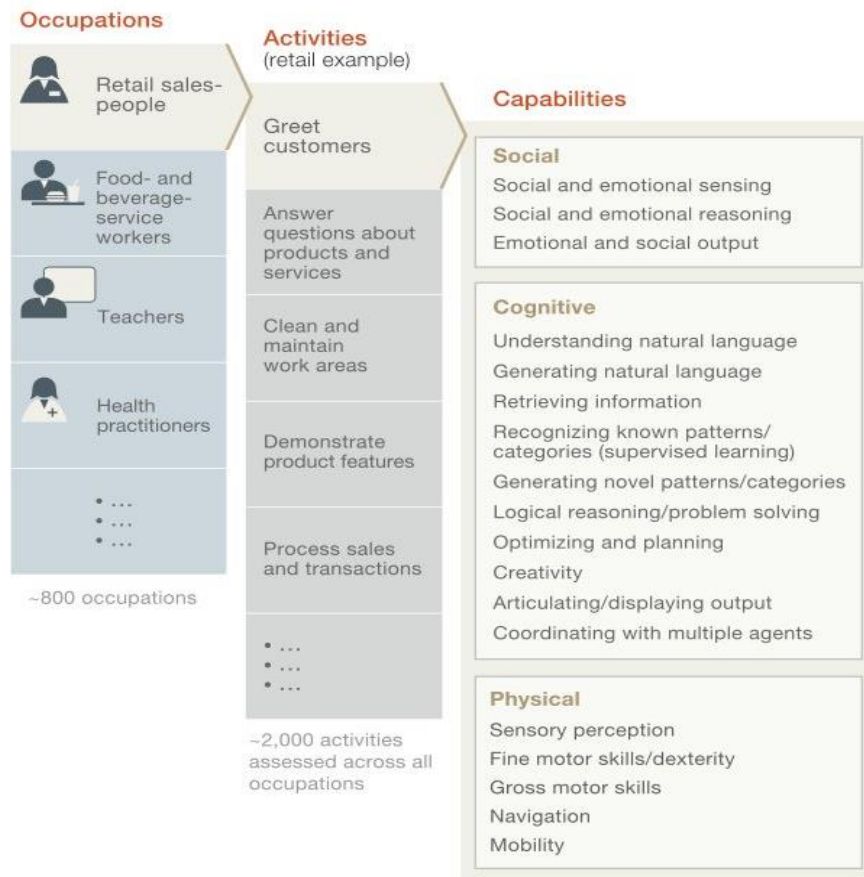 Occupations
Retail sales-
people
Food- and
beverage-
service
workers
Teachers
Health
practitioners
• ...
• ...
• ...
~800 occupations
Activities
(retail example)
Greet
customers
Answer
questions about
products and
services
Clean and
maintain
work areas
Demonstrate
product features
Process sales
and transactions
• ...
• ...
• ...
~2,000 activities
assessed across all
occupations
Capabilities
Social
Social and emotional sensing
Social and emotional reasoning
Emotional and social output
Cognitive
Understanding natural language
Generating natural language
Retrieving information
Recognizing known patterns/
categories (supervised learning)
Generating novel patterns/categories
Logical reasoning/problem solving
Optimizing and planning
Creativity
Articulating/displaying output
Coordinating with multiple agents
Physical
Sensory perception
Fine motor skills/dexterity
Gross motor skills
Navigation
Mobility